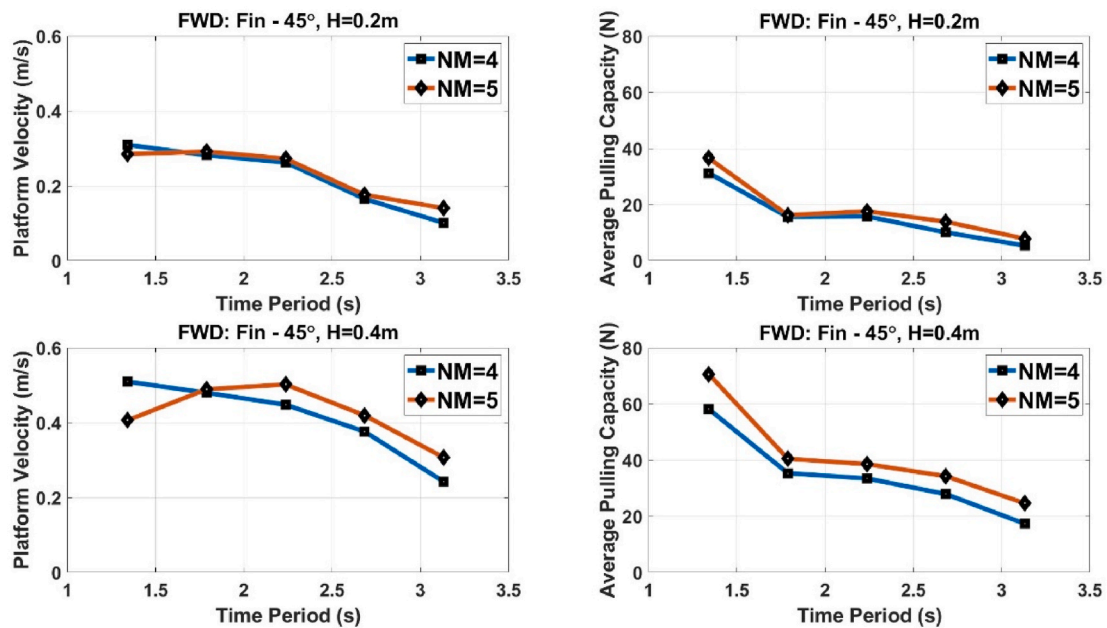 FWD: Fin - 45°, H=0.2m
Platform Velocity (m/s)
0.6
0.4
0.2
0
NM=4
NM=5
1 1.5 2 2.5 3 3.5
Time Period (s)
FWD: Fin - 45°, H=0.2m
Average Pulling Capacity (N)
80
60
40
20
0
NM=4
NM=5
1 1.5 2 2.5 3 3.5
Time Period (s)
FWD: Fin - 45°, H=0.4m
Platform Velocity (m/s)
0.6
0.4
0.2
0
NM=4
NM=5
1 1.5 2 2.5 3 3.5
Time Period (s)
FWD: Fin - 45°, H=0.4m
Average Pulling Capacity (N)
80
60
40
20
0
NM=4
NM=5
1 1.5 2 2.5 3 3.5
Time Period (s)